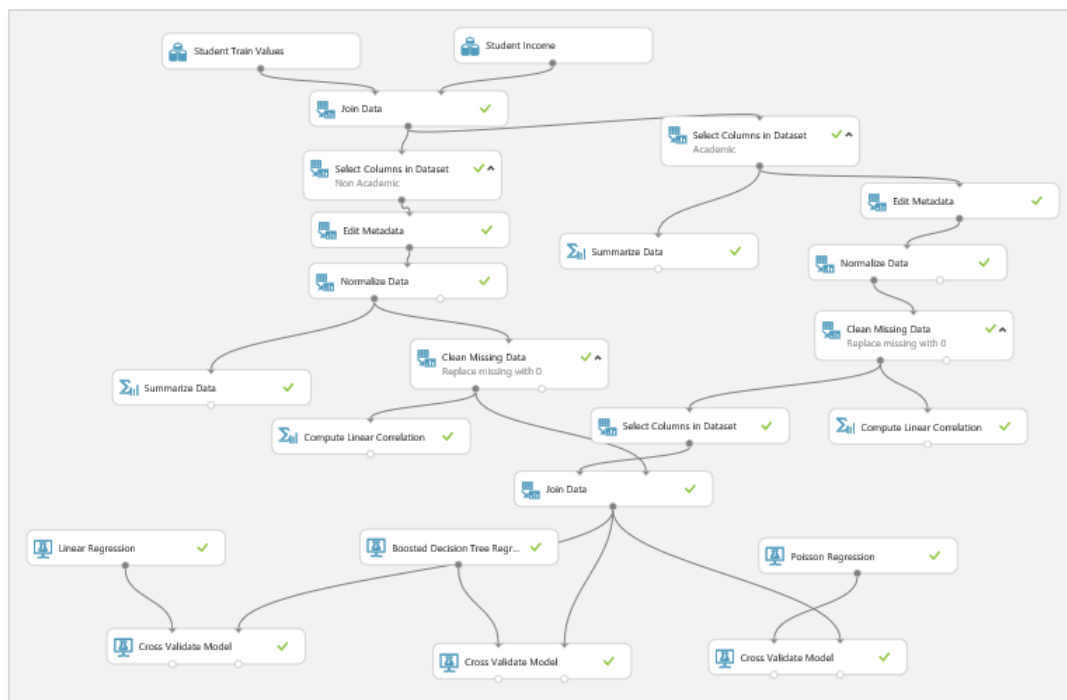 Student Train Values
Student Income
Join Data
Select Columns in Dataset
Academic
Select Columns in Dataset
Non Academic
Edit Metadata
Edit Metadata
Summarize Data
Normalize Data
Normalize Data
Clean Missing Data
Replace missing with 0
Clean Missing Data
Replace missing with 0
Summarize Data
Select Columns in Dataset
Compute Linear Correlation
Compute Linear Correlation
Join Data
Linear Regression
Boosted Decision Tree Regr...
Poisson Regression
Cross Validate Model
Cross Validate Model
Cross Validate Model